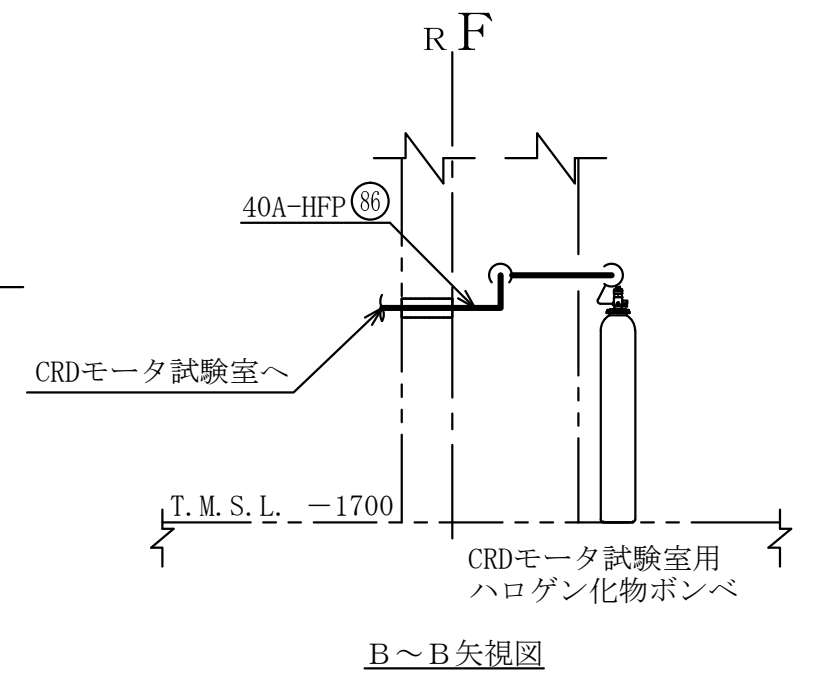 R F
40A-HFP 86
CRDモータ試験室へ
T.M.S.L. －1700
CRDモータ試験室用
ハロゲン化物ボンベ
B～B矢視図